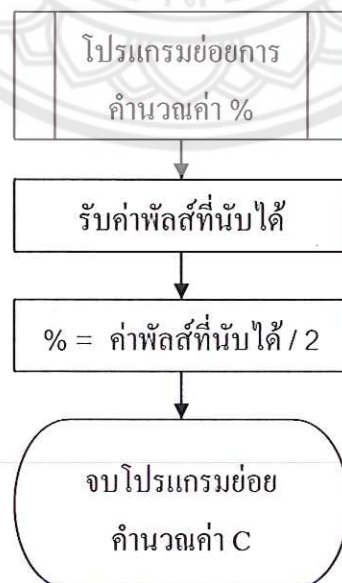 โปรแกรมย่อยการ
คำนวณค่า %
รับค่าพัลส์ที่นับได้
% = ค่าพัลส์ที่นับได้ / 2
จบโปรแกรมย่อย
คำนวณค่า C